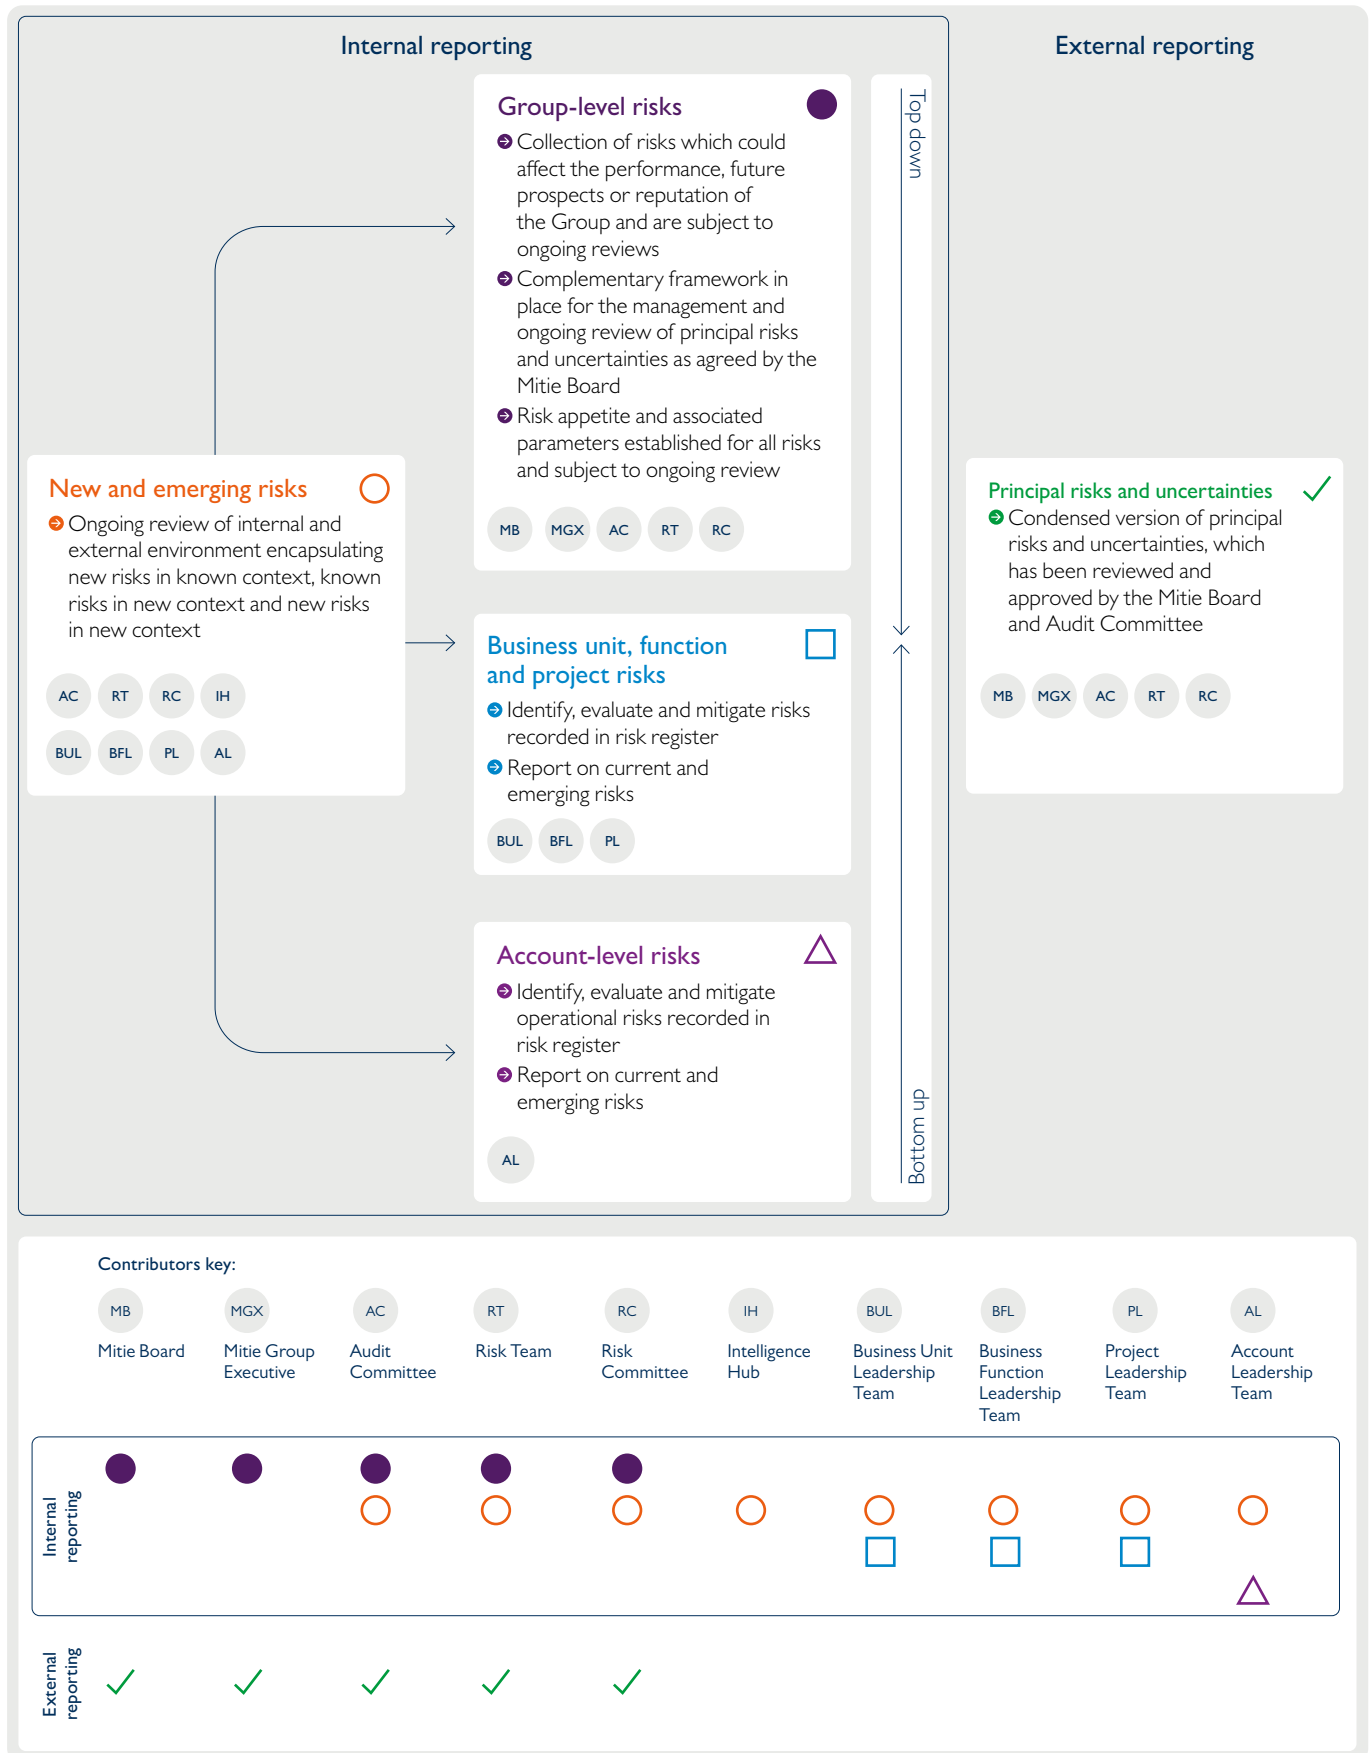 Internal reporting
External reporting
Group-level risks
Collection of risks which could
affect the performance, future
prospects or reputation of
the Group and are subject to
ongoing reviews
Complementary framework in
place for the management and
ongoing review of principal risks
and uncertainties as agreed by the
Mitie Board
Risk appetite and associated
parameters established for all risks
and subject to ongoing review
MB MGX AC RT RC
Top down
New and emerging risks
Ongoing review of internal and
external environment encapsulating
new risks in known context, known
risks in new context and new risks
in new context
AC RT RC IH
BUL BFL PL AL
Business unit, function
and project risks
Identify, evaluate and mitigate risks
recorded in risk register
Report on current and
emerging risks
BUL BFL PL
Account-level risks
Identify, evaluate and mitigate
operational risks recorded in
risk register
Report on current and
emerging risks
AL
Bottom up
Principal risks and uncertainties
Condensed version of principal
risks and uncertainties, which
has been reviewed and
approved by the Mitie Board
and Audit Committee
MB MGX AC RT RC
Contributors key:
MB
Mitie Board
MGX
Mitie Group
Executive
AC
Audit
Committee
RT
Risk Team
RC
Risk
Committee
IH
Intelligence
Hub
BUL
Business Unit
Leadership
Team
BFL
Business
Function
Leadership
Team
PL
Project
Leadership
Team
AL
Account
Leadership
Team
Internal
reporting
External
reporting